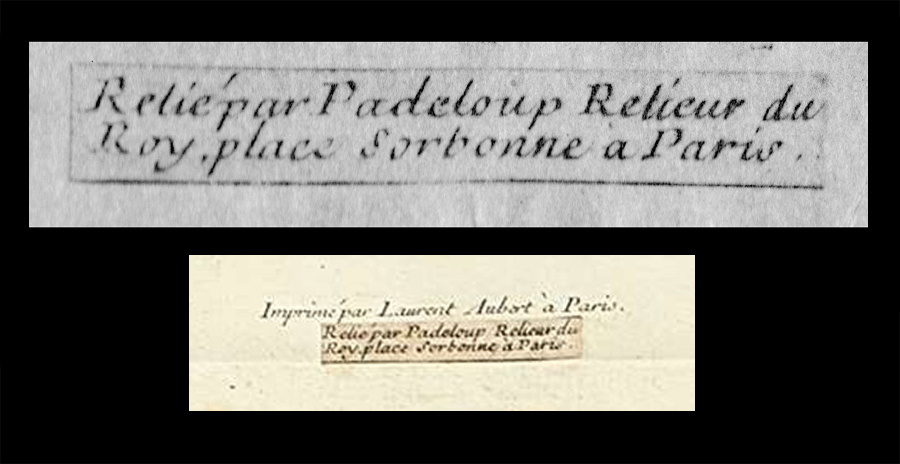 Relié par Padeloup Relieur du
Roy, place Sorbonne à Paris.
Imprimé par Laurent Aubert à Paris.
Relié par Padeloup Relieur du
Roy, place Sorbonne à Paris.